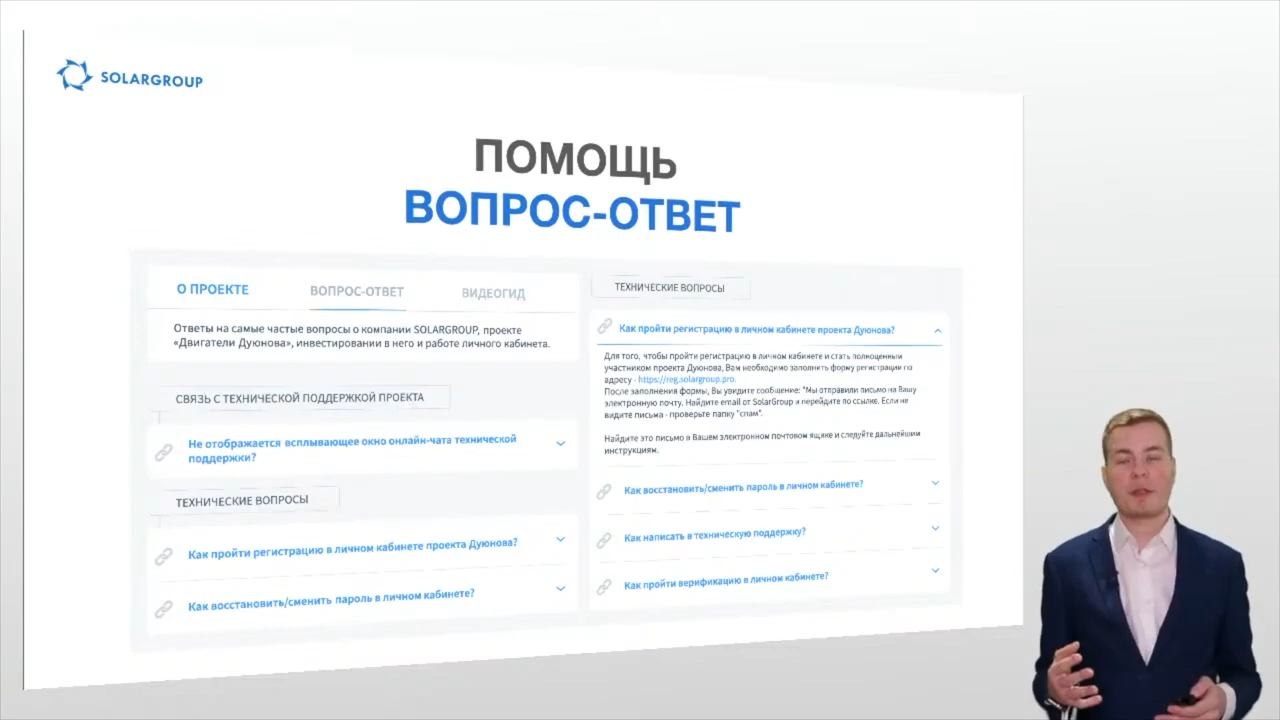 SOLARGROUP
ПОМОЩЬ
ВОПРОС-ОТВЕТ
О ПРОЕКТЕ
ВОПРОС-ОТВЕТ
ВИДЕОГИД
Ответы на самые частые вопросы о компании SOLARGROUP, проекте
«Двигатели Дуюнова», инвестировании в него и работе личного кабинета.
СВЯЗЬ С ТЕХНИЧЕСКОЙ ПОДДЕРЖКОЙ ПРОЕКТА
Не отображается всплывающее окно онлайн-чата технической
поддержки?
ТЕХНИЧЕСКИЕ ВОПРОСЫ
Как пройти регистрацию в личном кабинете проекта Дуюнова?
Как восстановить/сменить пароль в личном кабинете?
ТЕХНИЧЕСКИЕ ВОПРОСЫ
Как пройти регистрацию в личном кабинете проекта Дуюнова?
Для того, чтобы пройти регистрацию в личном кабинете и стать полноценным
участником проекта Дуюнова, Вам необходимо заполнить форму регистрации по
адресу - https://reg.solargroup.pro.
После заполнения формы, Вы увидите сообщение: "Мы отправили письмо на Вашу
электронную почту. Найдите email от SolarGroup и перейдите по ссылке. Если не
видите письма - проверьте папку "спам".
Найдите это письмо в Вашем электронном почтовом ящике и следуйте дальнейшим
инструкциям.
Как восстановить/сменить пароль в личном кабинете?
Как написать в техническую поддержку?
Как пройти верификацию в личном кабинете?